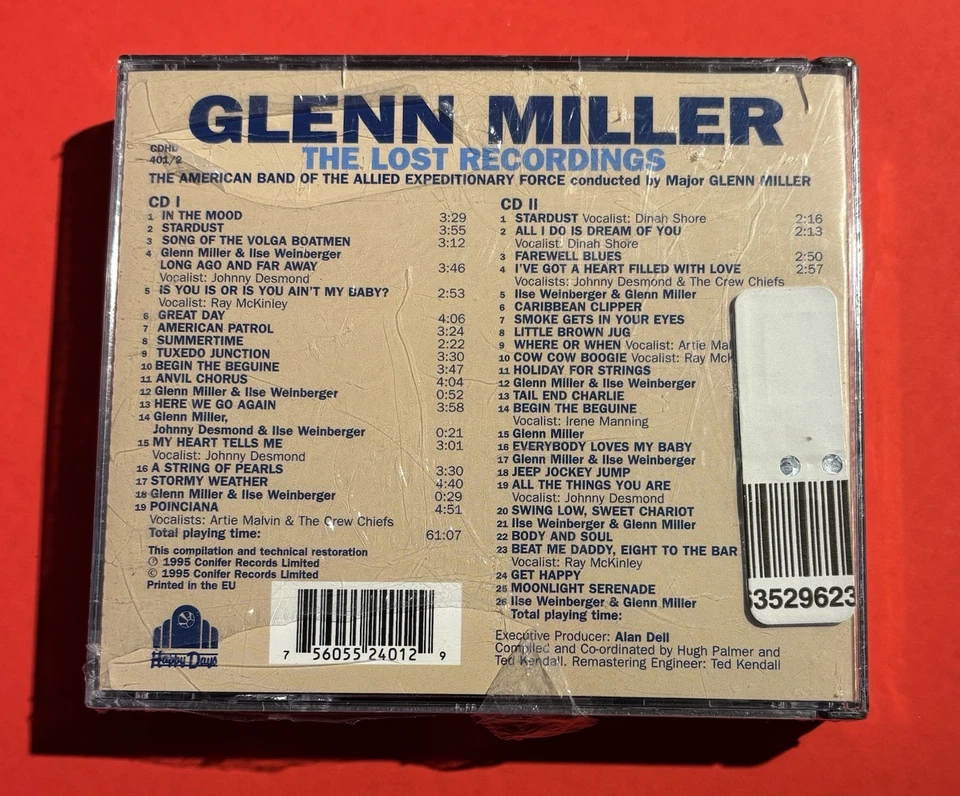 GLENN MILLER
CDHD
401/2
THE LOST RECORDINGS
THE AMERICAN BAND OF THE ALLIED EXPEDITIONARY FORCE conducted by Major GLENN MILLER
CD I
1 IN THE MOOD 3:29
2 STARDUST 3:55
3 SONG OF THE VOLGA BOATMEN 3:12
4 Glenn Miller & Ilse Weinberger
LONG AGO AND FAR AWAY 3:46
Vocalist: Johnny Desmond
5 IS YOU IS OR IS YOU AIN'T MY BABY? 2:53
Vocalist: Ray McKinley
6 GREAT DAY 4:06
7 AMERICAN PATROL 3:24
8 SUMMERTIME 2:22
9 TUXEDO JUNCTION 3:30
10 BEGIN THE BEGUINE 3:47
11 ANVIL CHORUS 4:04
12 Glenn Miller & Ilse Weinberger 0:52
13 HERE WE GO AGAIN 3:58
14 Glenn Miller,
Johnny Desmond & Ilse Weinberger 0:21
15 MY HEART TELLS ME 3:01
Vocalist: Johnny Desmond
16 A STRING OF PEARLS 3:30
17 STORMY WEATHER 4:40
18 Glenn Miller & Ilse Weinberger 0:29
19 POINCIANA 4:51
Vocalists: Artie Malvin & The Crew Chiefs
Total playing time: 61:07
This compilation and technical restoration
℗ 1995 Conifer Records Limited
© 1995 Conifer Records Limited
Printed in the EU
Happy Days
7 56055 24012 9
CD II
1 STARDUST Vocalist: Dinah Shore 2:16
2 ALL I DO IS DREAM OF YOU 2:13
Vocalist: Dinah Shore
3 FAREWELL BLUES 2:50
4 I'VE GOT A HEART FILLED WITH LOVE 2:57
Vocalists: Johnny Desmond & The Crew Chiefs
5 Ilse Weinberger & Glenn Miller
6 CARIBBEAN CLIPPER
7 SMOKE GETS IN YOUR EYES
8 LITTLE BROWN JUG
9 WHERE OR WHEN Vocalist: Artie Mal
10 COW COW BOOGIE Vocalist: Ray McK
11 HOLIDAY FOR STRINGS
12 Glenn Miller & Ilse Weinberger
13 TAIL END CHARLIE
14 BEGIN THE BEGUINE
Vocalist: Irene Manning
15 Glenn Miller
16 EVERYBODY LOVES MY BABY
17 Glenn Miller & Ilse Weinberger
18 JEEP JOCKEY JUMP
19 ALL THE THINGS YOU ARE
Vocalist: Johnny Desmond
20 SWING LOW, SWEET CHARIOT
21 Ilse Weinberger & Glenn Miller
22 BODY AND SOUL
23 BEAT ME DADDY, EIGHT TO THE BAR
Vocalist: Ray McKinley
24 GET HAPPY
25 MOONLIGHT SERENADE
26 Ilse Weinberger & Glenn Miller
Total playing time:
Executive Producer: Alan Dell
Compiled and Co-ordinated by Hugh Palmer and
Ted Kendall. Remastering Engineer: Ted Kendall
3529623